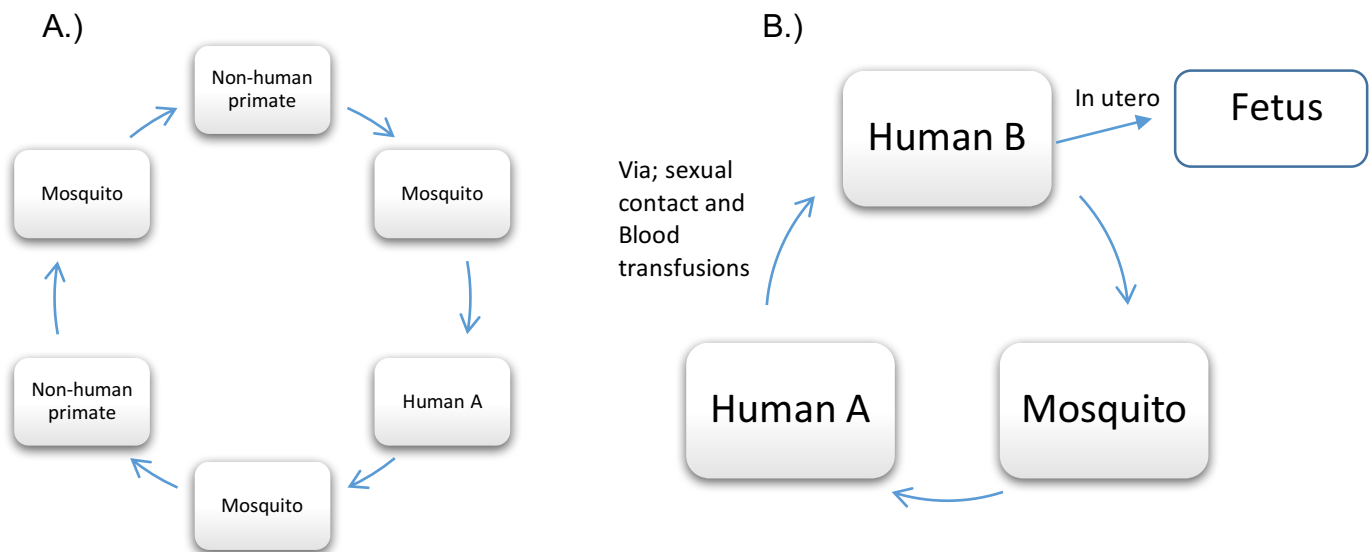 A.)
Non-human
primate
Mosquito
Human A
Mosquito
Non-human
primate
Mosquito
B.)
Human B
In utero
Fetus
Via; sexual
contact and
Blood
transfusions
Human A
Mosquito